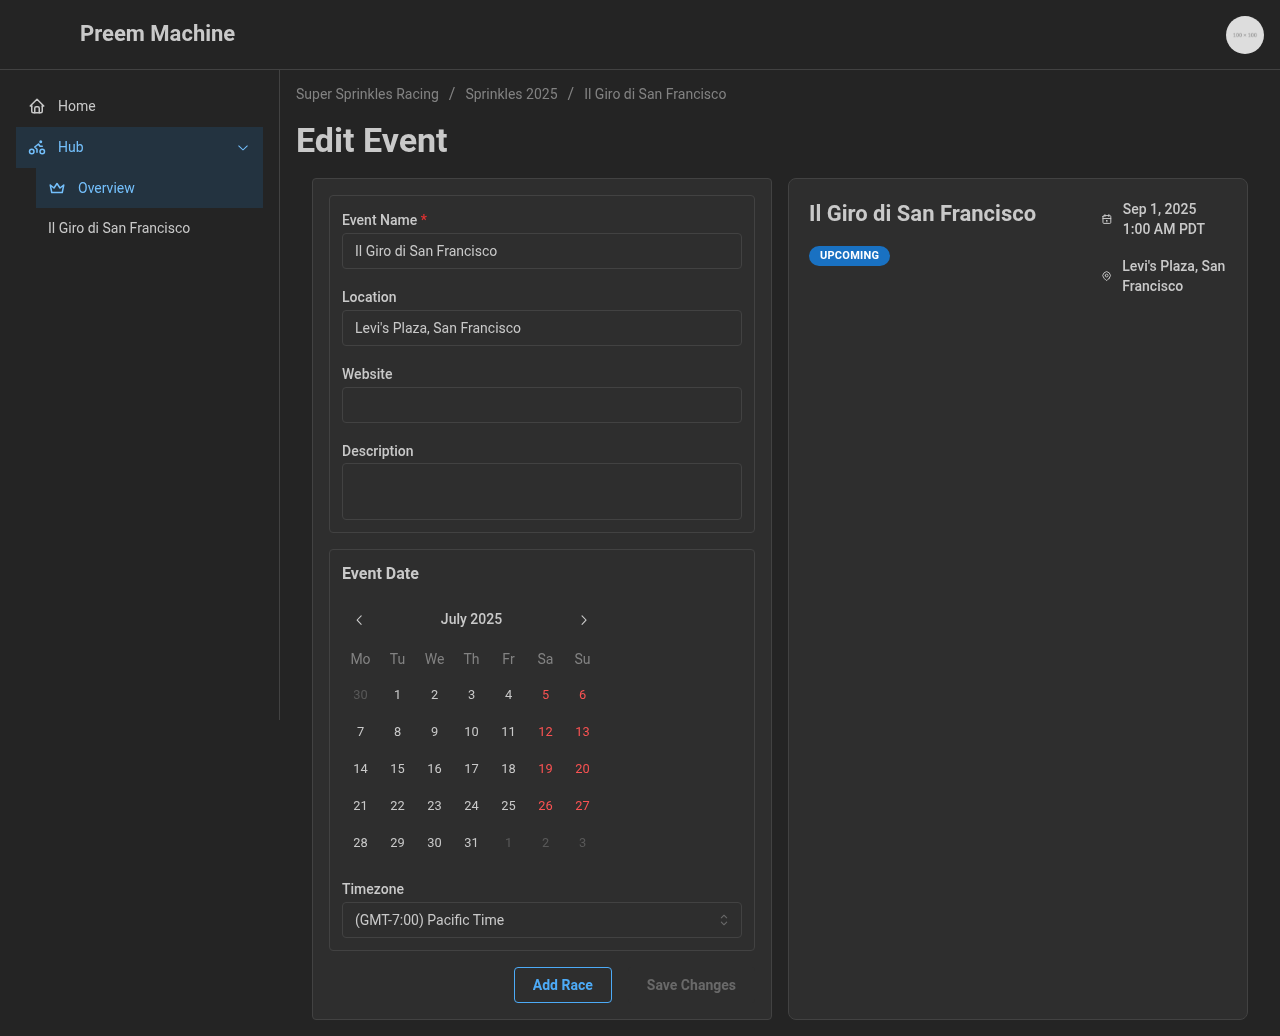 Preem Machine
100 × 100
Home
Hub
Overview
Il Giro di San Francisco
Super Sprinkles Racing / Sprinkles 2025 / Il Giro di San Francisco
Edit Event
Event Name *
Il Giro di San Francisco
Location
Levi's Plaza, San Francisco
Website
Description
Event Date
July 2025
Mo Tu We Th Fr Sa Su
30 1 2 3 4 5 6
7 8 9 10 11 12 13
14 15 16 17 18 19 20
21 22 23 24 25 26 27
28 29 30 31 1 2 3
Timezone
(GMT-7:00) Pacific Time
Add Race Save Changes
Il Giro di San Francisco
UPCOMING
Sep 1, 2025
1:00 AM PDT
Levi's Plaza, San
Francisco